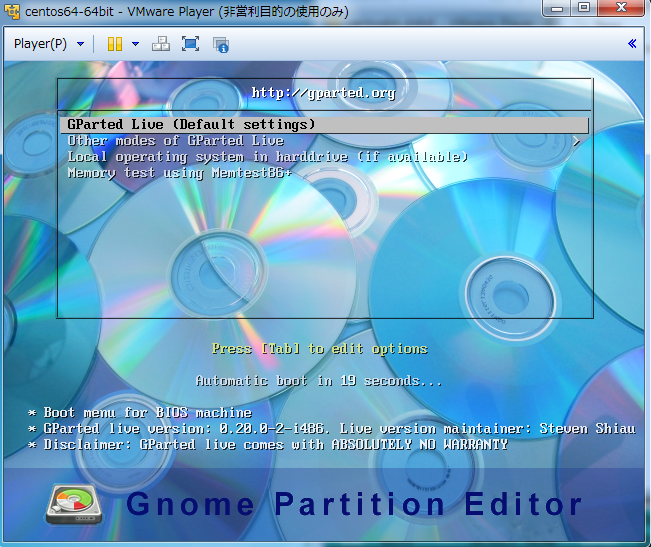 centos64-64bit - VMware Player (非営利目的の使用のみ)
Player(P)
http://gparted.org
GParted Live (Default settings)
Other modes of GParted Live
Local operating system in harddrive (if available)
Memory test using Memtest86+
Press [Tab] to edit options
Automatic boot in 19 seconds...
* Boot menu for BIOS machine
* GParted live version: 0.20.0-2-i486. Live version maintainer: Steven Shiau
* Disclaimer: GParted live comes with ABSOLUTELY NO WARRANTY
Gnome Partition Editor